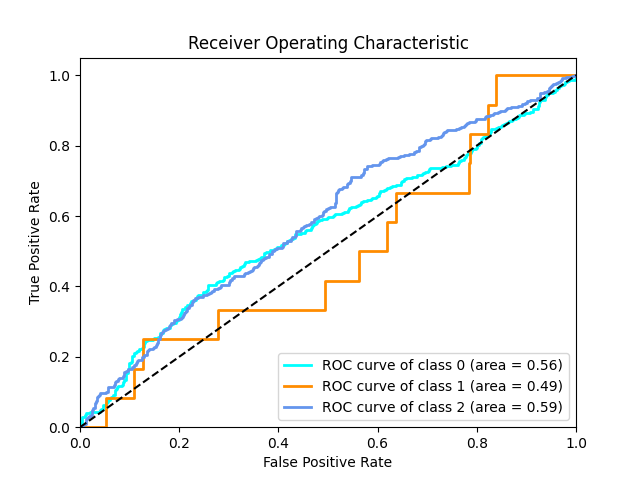 Receiver Operating Characteristic
True Positive Rate
1.0
0.8
0.6
0.4
0.2
0.0
ROC curve of class 0 (area = 0.56)
ROC curve of class 1 (area = 0.49)
ROC curve of class 2 (area = 0.59)
0.0 0.2 0.4 0.6 0.8 1.0
False Positive Rate